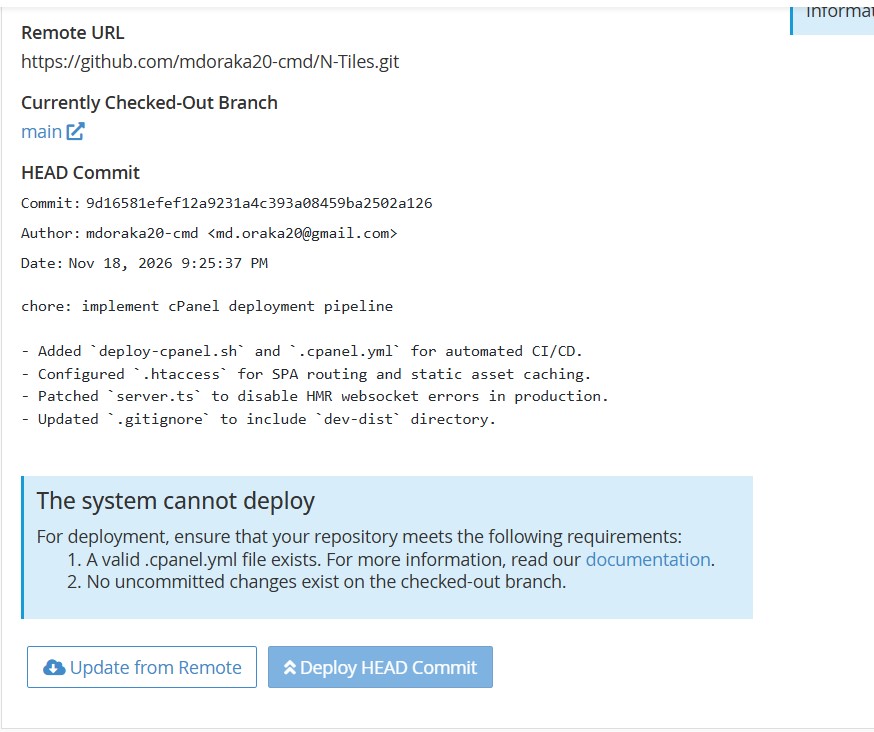 Informat
Remote URL
https://github.com/mdoraka20-cmd/N-Tiles.git
Currently Checked-Out Branch
main
HEAD Commit
Commit: 9d16581efef12a9231a4c393a08459ba2502a126
Author: mdoraka20-cmd <md.oraka20@gmail.com>
Date: Nov 18, 2026 9:25:37 PM
chore: implement cPanel deployment pipeline
- Added `deploy-cpanel.sh` and `.cpanel.yml` for automated CI/CD.
- Configured `.htaccess` for SPA routing and static asset caching.
- Patched `server.ts` to disable HMR websocket errors in production.
- Updated `.gitignore` to include `dev-dist` directory.
The system cannot deploy
For deployment, ensure that your repository meets the following requirements:
1. A valid .cpanel.yml file exists. For more information, read our documentation.
2. No uncommitted changes exist on the checked-out branch.
Update from Remote
Deploy HEAD Commit